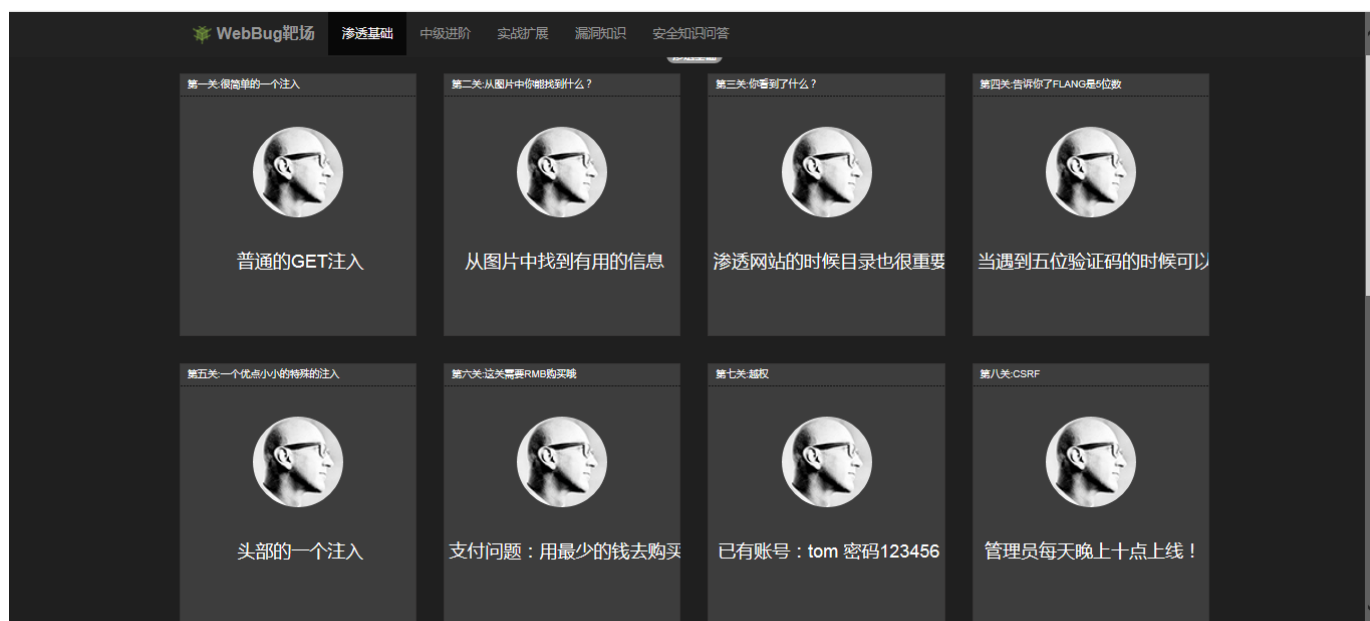 WebBug靶场 渗透基础 中级进阶 实战扩展 漏洞知识 安全知识问答
第一关:很简单的一个注入
普通的GET注入
第二关:从图片中你能找到什么?
从图片中找到有用的信息
第三关:你看到了什么?
渗透网站的时候目录也很重要
第四关:告诉你了FLANG是5位数
当遇到五位验证码的时候可以
第五关:一个优点小小的特殊的注入
头部的一个注入
第六关:这关需要RMB购买哦
支付问题：用最少的钱去购买
第七关:越权
已有账号：tom 密码123456
第八关:CSRF
管理员每天晚上十点上线！